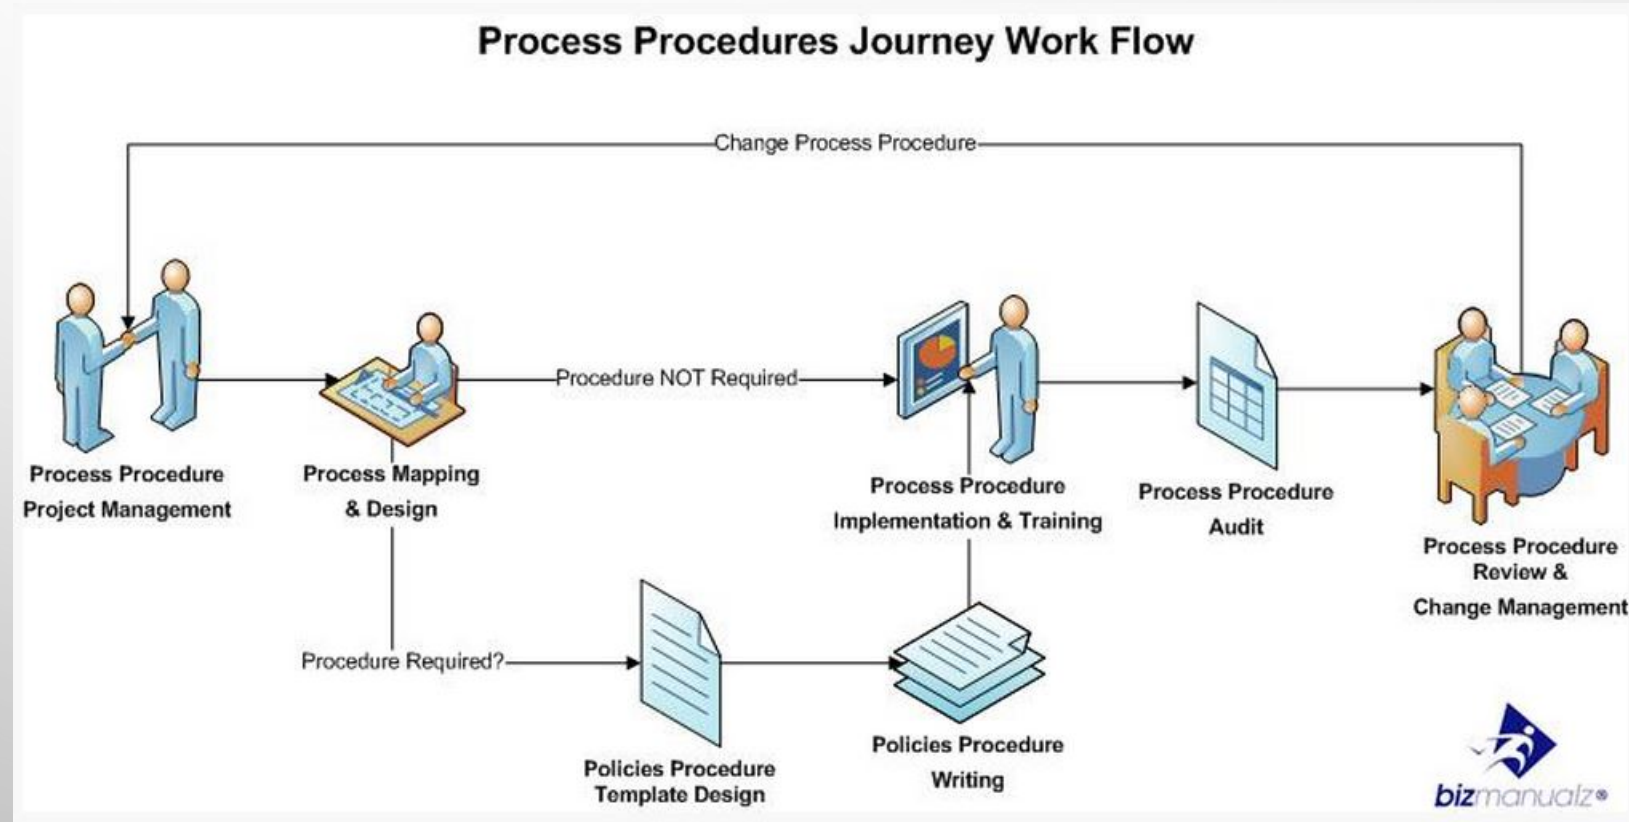 Process Procedures Journey Work Flow
Change Process Procedure
Procedure NOT Required
Process Procedure
Project Management
Process Mapping
& Design
Process Procedure
Implementation & Training
Process Procedure
Audit
Process Procedure
Review &
Change Management
Procedure Required?
Policies Procedure
Template Design
Policies Procedure
Writing
bizmanualz®